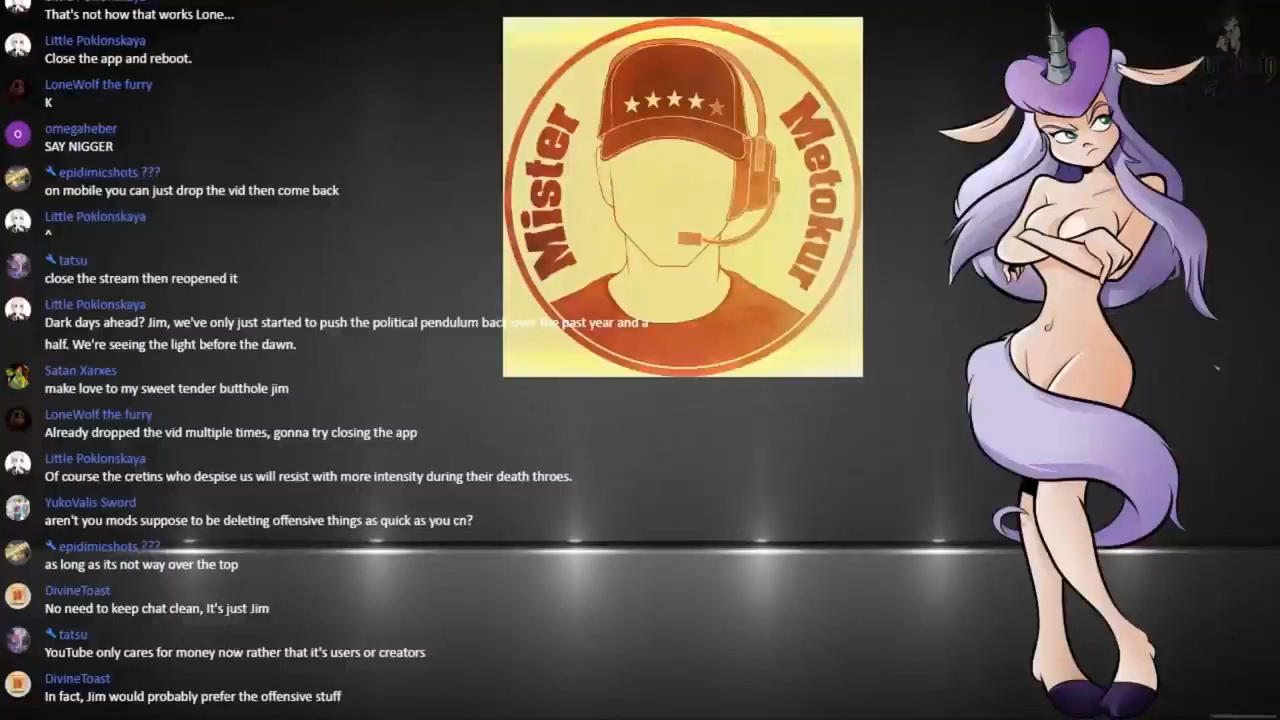 That's not how that works Lone...
Little Poklonskaya
Close the app and reboot.
LoneWolf the furry
K
omegaheber
O
SAY NIGGER
epidimicshots ???
on mobile you can just drop the vid then come back
Little Poklonskaya
^
tatsu
close the stream then reopened it
Little Poklonskaya
Dark days ahead? Jim, we've only just started to push the political pendulum back over the past year and a
half. We're seeing the light before the dawn.
Satan Xarxes
make love to my sweet tender butthole jim
LoneWolf the furry
Already dropped the vid multiple times, gonna try closing the app
Little Poklonskaya
Of course the cretins who despise us will resist with more intensity during their death throes.
YukoValis Sword
aren't you mods suppose to be deleting offensive things as quick as you cn?
epidimicshots ???
as long as its not way over the top
DivineToast
No need to keep chat clean, It's just Jim
tatsu
YouTube only cares for money now rather that it's users or creators
DivineToast
In fact, Jim would probably prefer the offensive stuff
Mister
Metokur